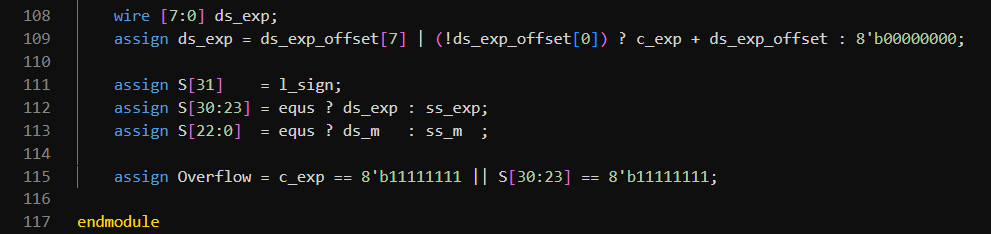 108 wire [7:0] ds_exp;
109 assign ds_exp = ds_exp_offset[7] | (!ds_exp_offset[0]) ? c_exp + ds_exp_offset : 8'b00000000;
110
111 assign S[31]    = l_sign;
112 assign S[30:23] = equs ? ds_exp : ss_exp;
113 assign S[22:0]  = equs ? ds_m   : ss_m  ;
114
115 assign Overflow = c_exp == 8'b11111111 || S[30:23] == 8'b11111111;
116
117 endmodule